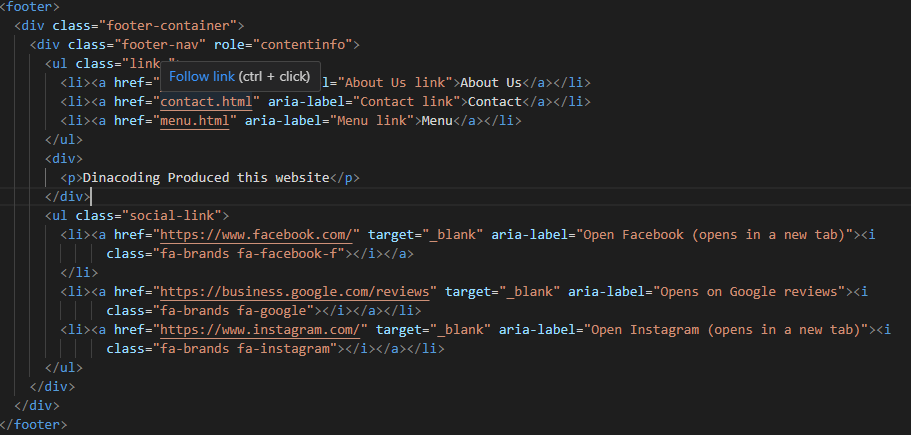 <footer>
<div class="footer-container">
<div class="footer-nav" role="contentinfo">
<ul class="link
Follow link (ctrl + click)
<li><a href=" l="About Us link">About Us</a></li>
<li><a href="contact.html" aria-label="Contact link">Contact</a></li>
<li><a href="menu.html" aria-label="Menu link">Menu</a></li>
</ul>
<div>
<p>Dinacoding Produced this website</p>
</div>
<ul class="social-link">
<li><a href="https://www.facebook.com/" target="_blank" aria-label="Open Facebook (opens in a new tab)"><i
class="fa-brands fa-facebook-f"></i></a>
</li>
<li><a href="https://business.google.com/reviews" target="_blank" aria-label="Opens on Google reviews"><i
class="fa-brands fa-google"></i></a></li>
<li><a href="https://www.instagram.com/" target="_blank" aria-label="Open Instagram (opens in a new tab)"><i
class="fa-brands fa-instagram"></i></a></li>
</ul>
</div>
</div>
</footer>